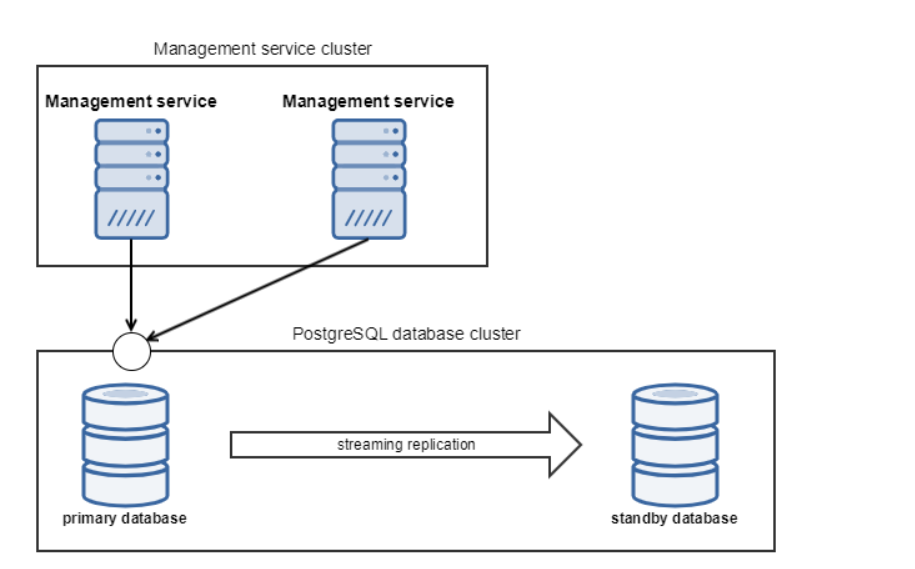 Management service cluster
Management service
Management service
PostgreSQL database cluster
streaming replication
primary database
standby database